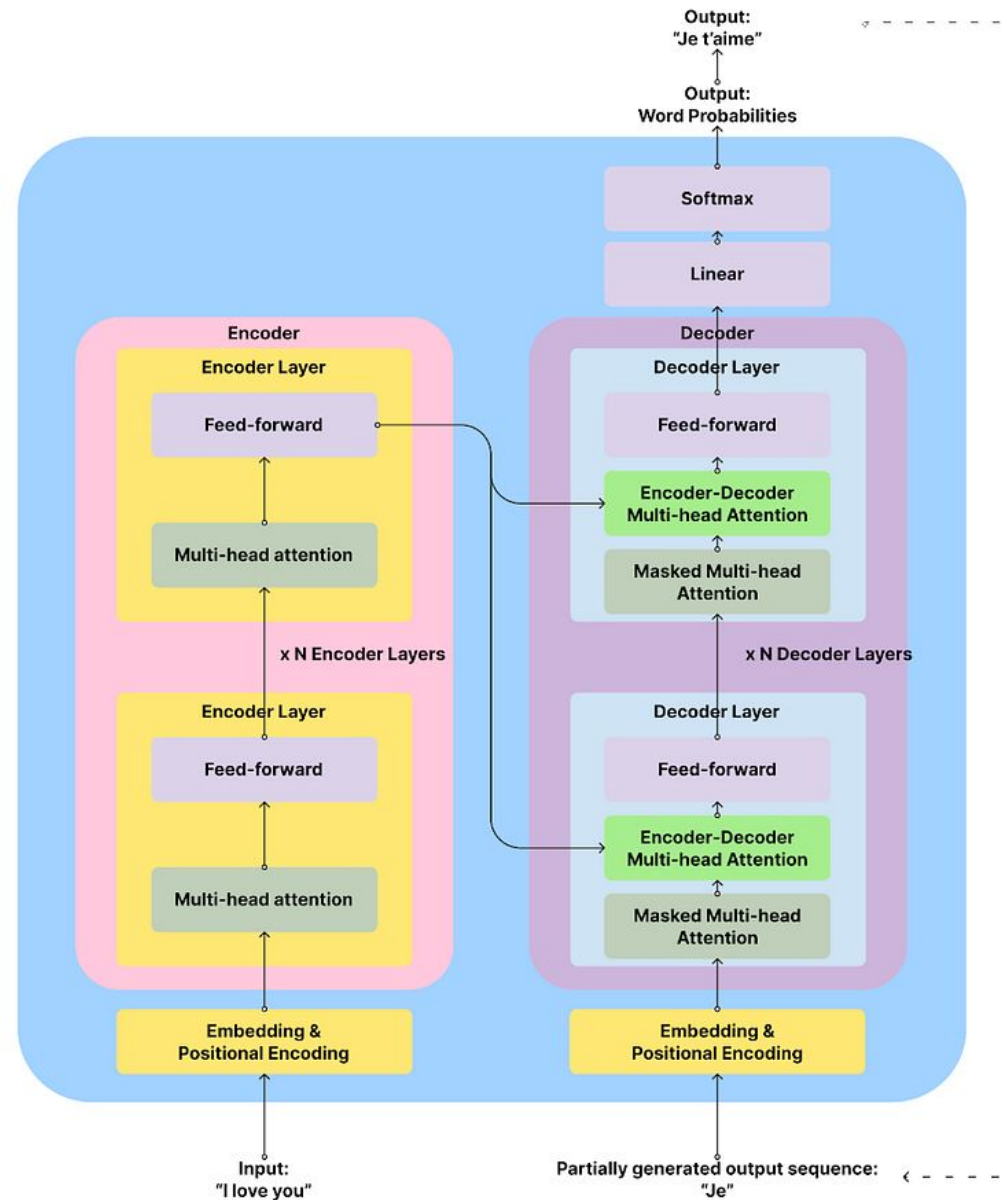 Output:
“Je t’aime”
Output:
Word Probabilities
Softmax
Linear
Encoder
Encoder Layer
Feed-forward
Multi-head attention
x N Encoder Layers
Encoder Layer
Feed-forward
Multi-head attention
Embedding &
Positional Encoding
Input:
“I love you”
Decoder
Decoder Layer
Feed-forward
Encoder-Decoder
Multi-head Attention
Masked Multi-head
Attention
x N Decoder Layers
Decoder Layer
Feed-forward
Encoder-Decoder
Multi-head Attention
Masked Multi-head
Attention
Embedding &
Positional Encoding
Partially generated output sequence:
“Je”